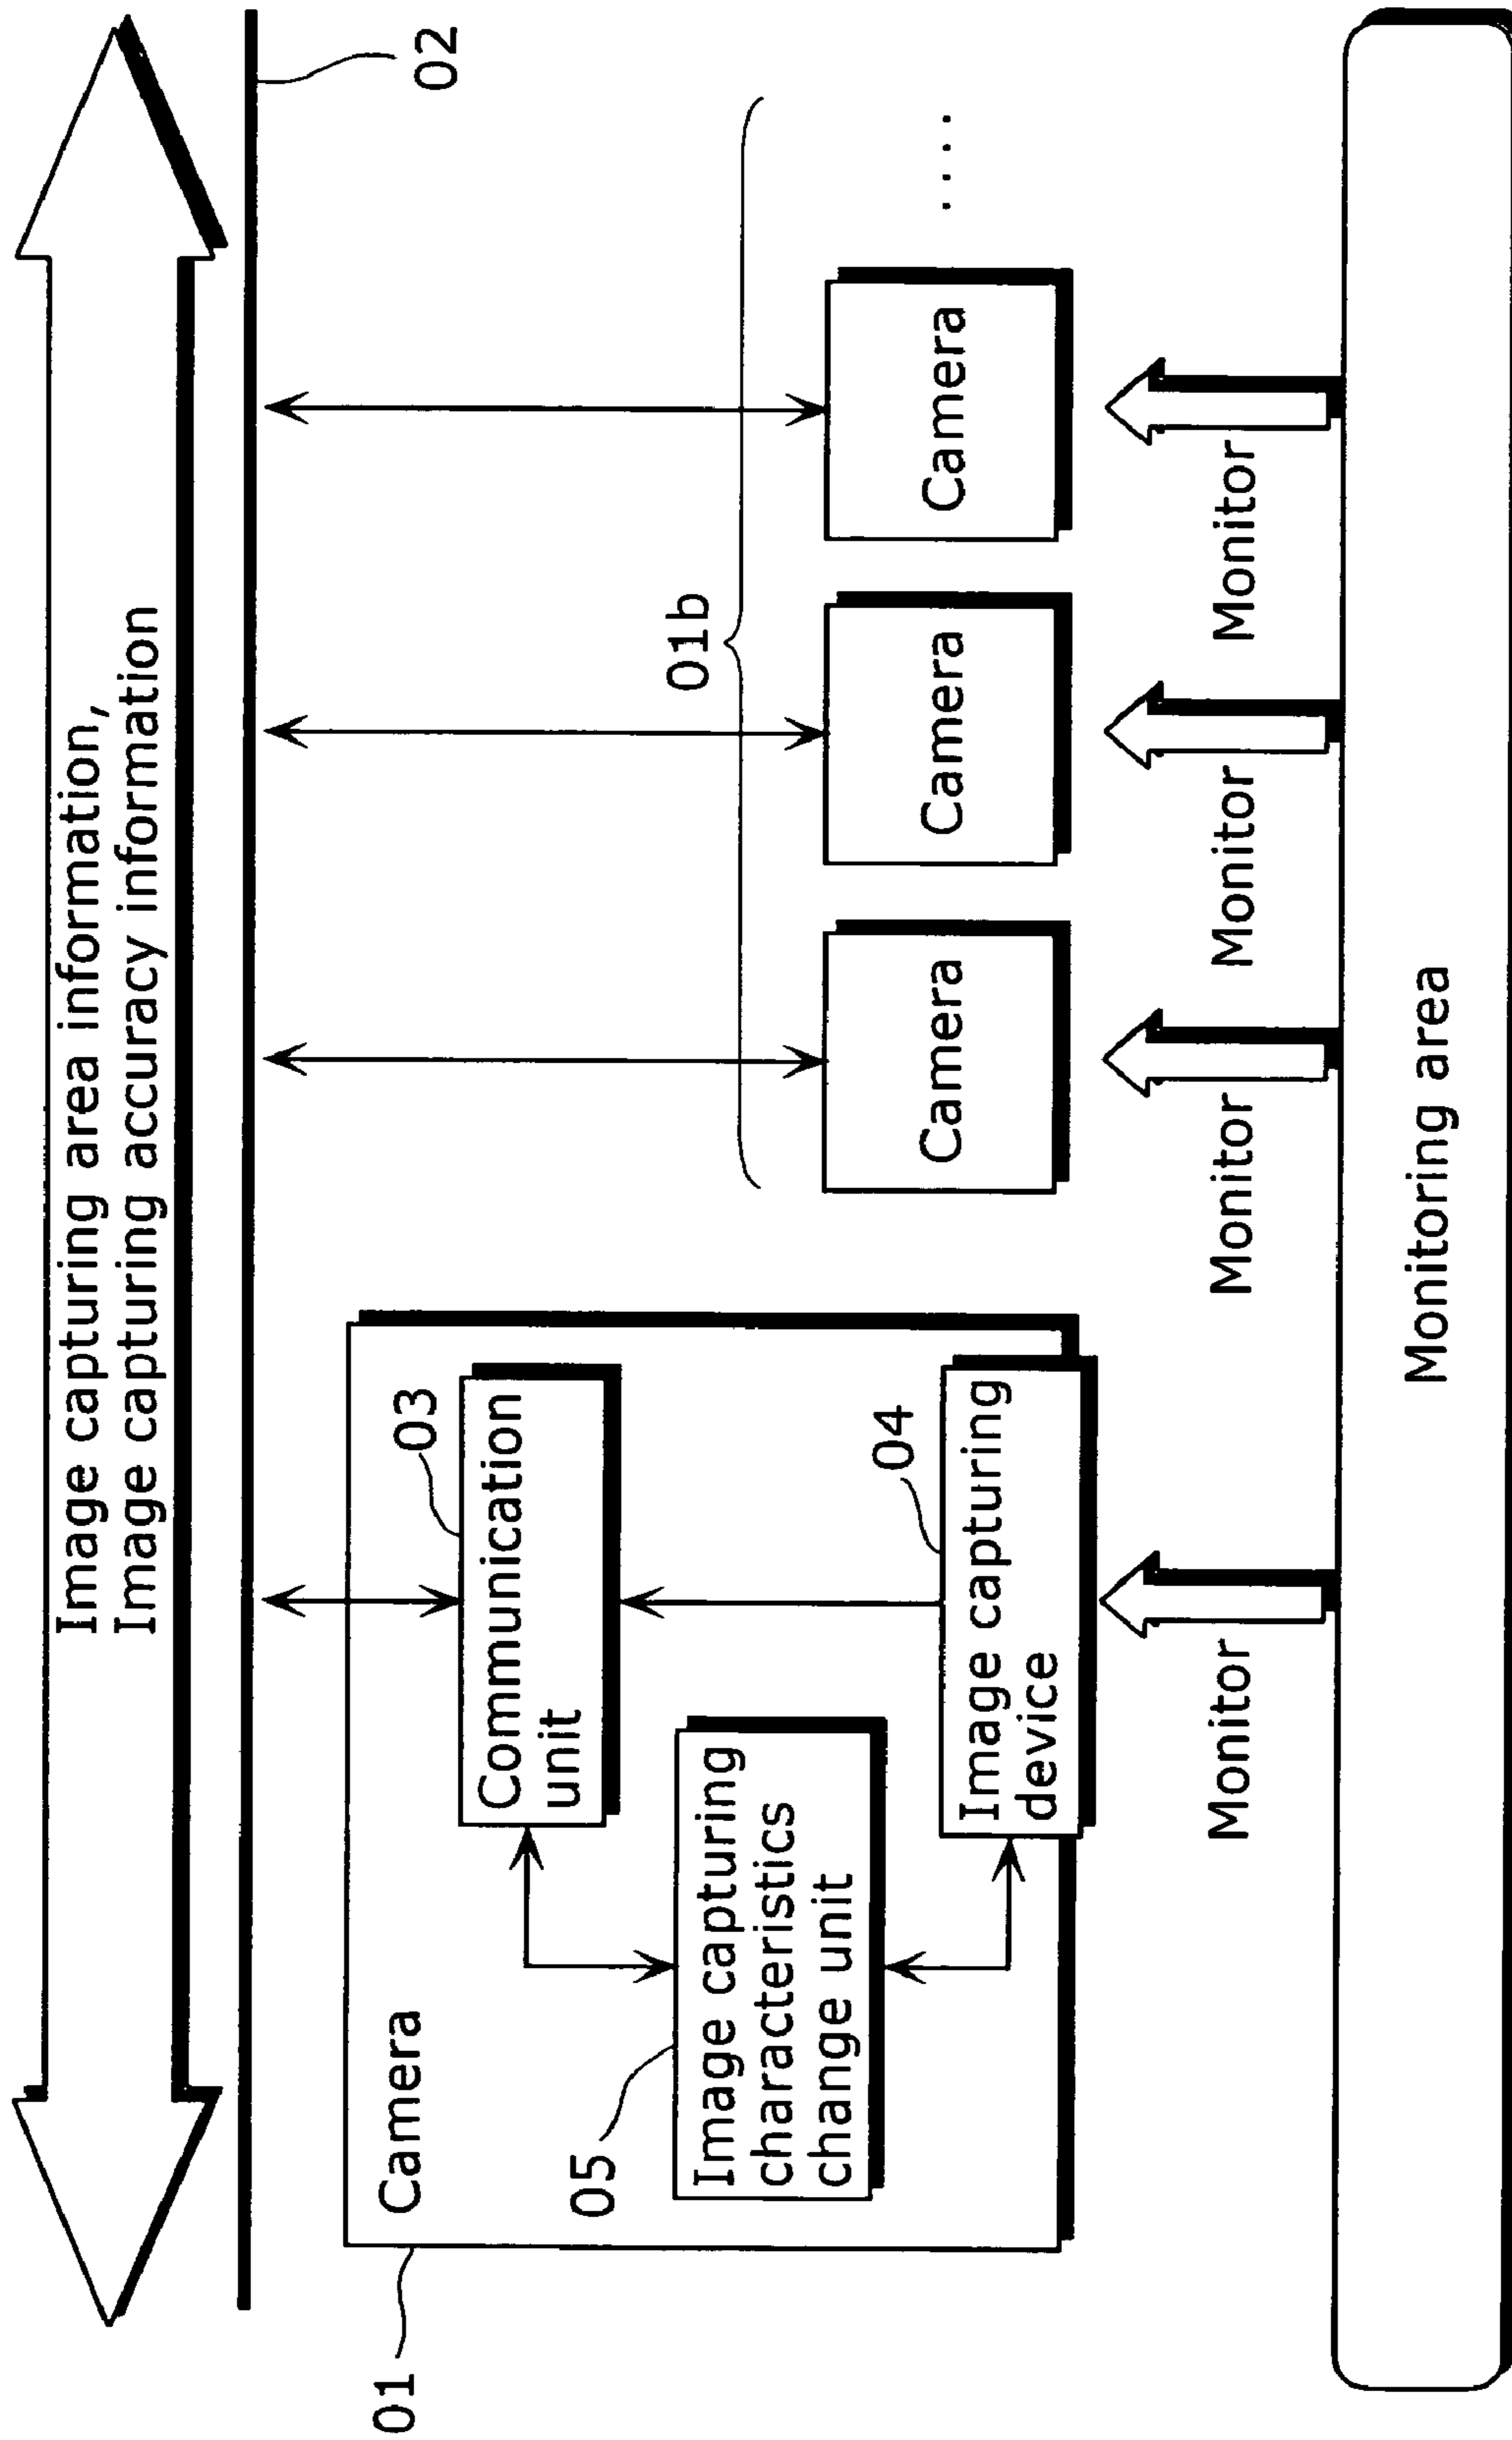 Image capturing area information,
Image capturing accuracy information
02
01
Camera
03
Communication
unit
05
Image capturing
characteristics
change unit
04
Image capturing
device
01b
Camera
Camera
Camera
....
Monitor
Monitor
Monitor
Monitor
Monitoring area